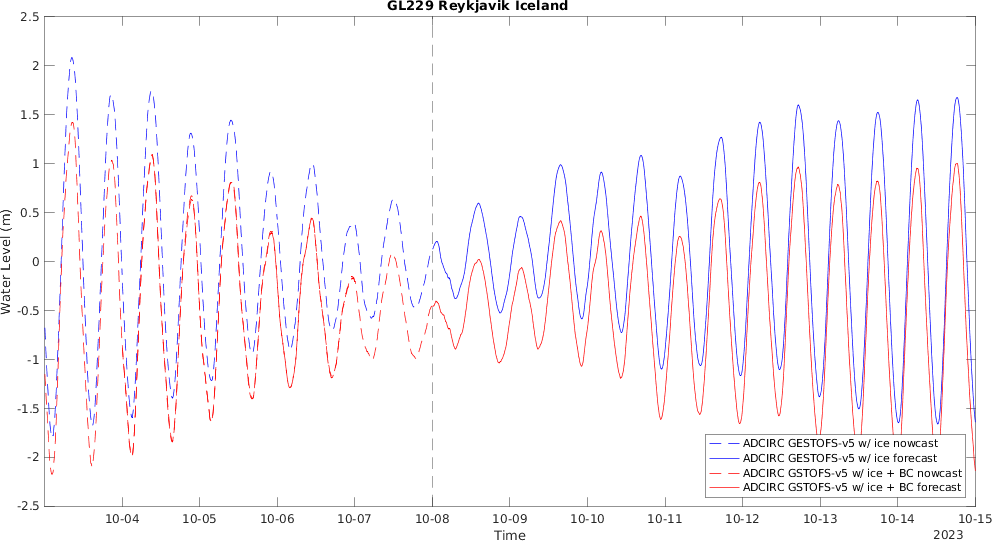 GL229 Reykjavik Iceland
2.5
2
1.5
1
0.5
0
-0.5
-1
-1.5
-2
-2.5
Water Level (m)
10-04 10-05 10-06 10-07 10-08 10-09 10-10 10-11 10-12 10-13 10-14 10-15
Time
2023
ADCIRC GESTOFS-v5 w/ ice nowcast
ADCIRC GESTOFS-v5 w/ ice forecast
ADCIRC GSTOFS-v5 w/ ice + BC nowcast
ADCIRC GSTOFS-v5 w/ ice + BC forecast